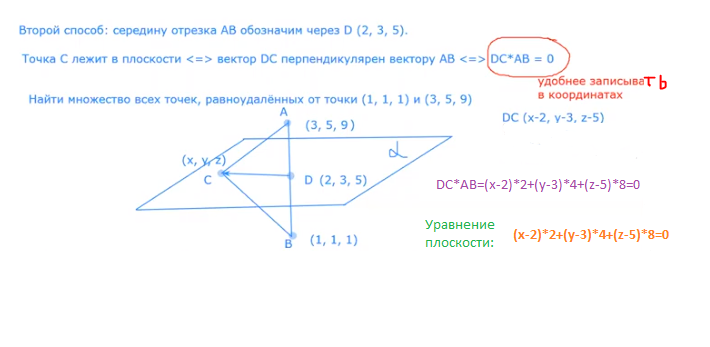 Второй способ: середину отрезка АВ обозначим через D (2, 3, 5).
Точка С лежит в плоскости <=> вектор DC перпендикулярен вектору АВ <=> DC*AB = 0
удобнее записывать
в координатах
Найти множество всех точек, равноудалённых от точки (1, 1, 1) и (3, 5, 9)
DC (x-2, y-3, z-5)
A
(3, 5, 9)
α
(x, y, z)
C
D (2, 3, 5)
DC*AB=(x-2)*2+(y-3)*4+(z-5)*8=0
B (1, 1, 1)
Уравнение
плоскости:
(x-2)*2+(y-3)*4+(z-5)*8=0